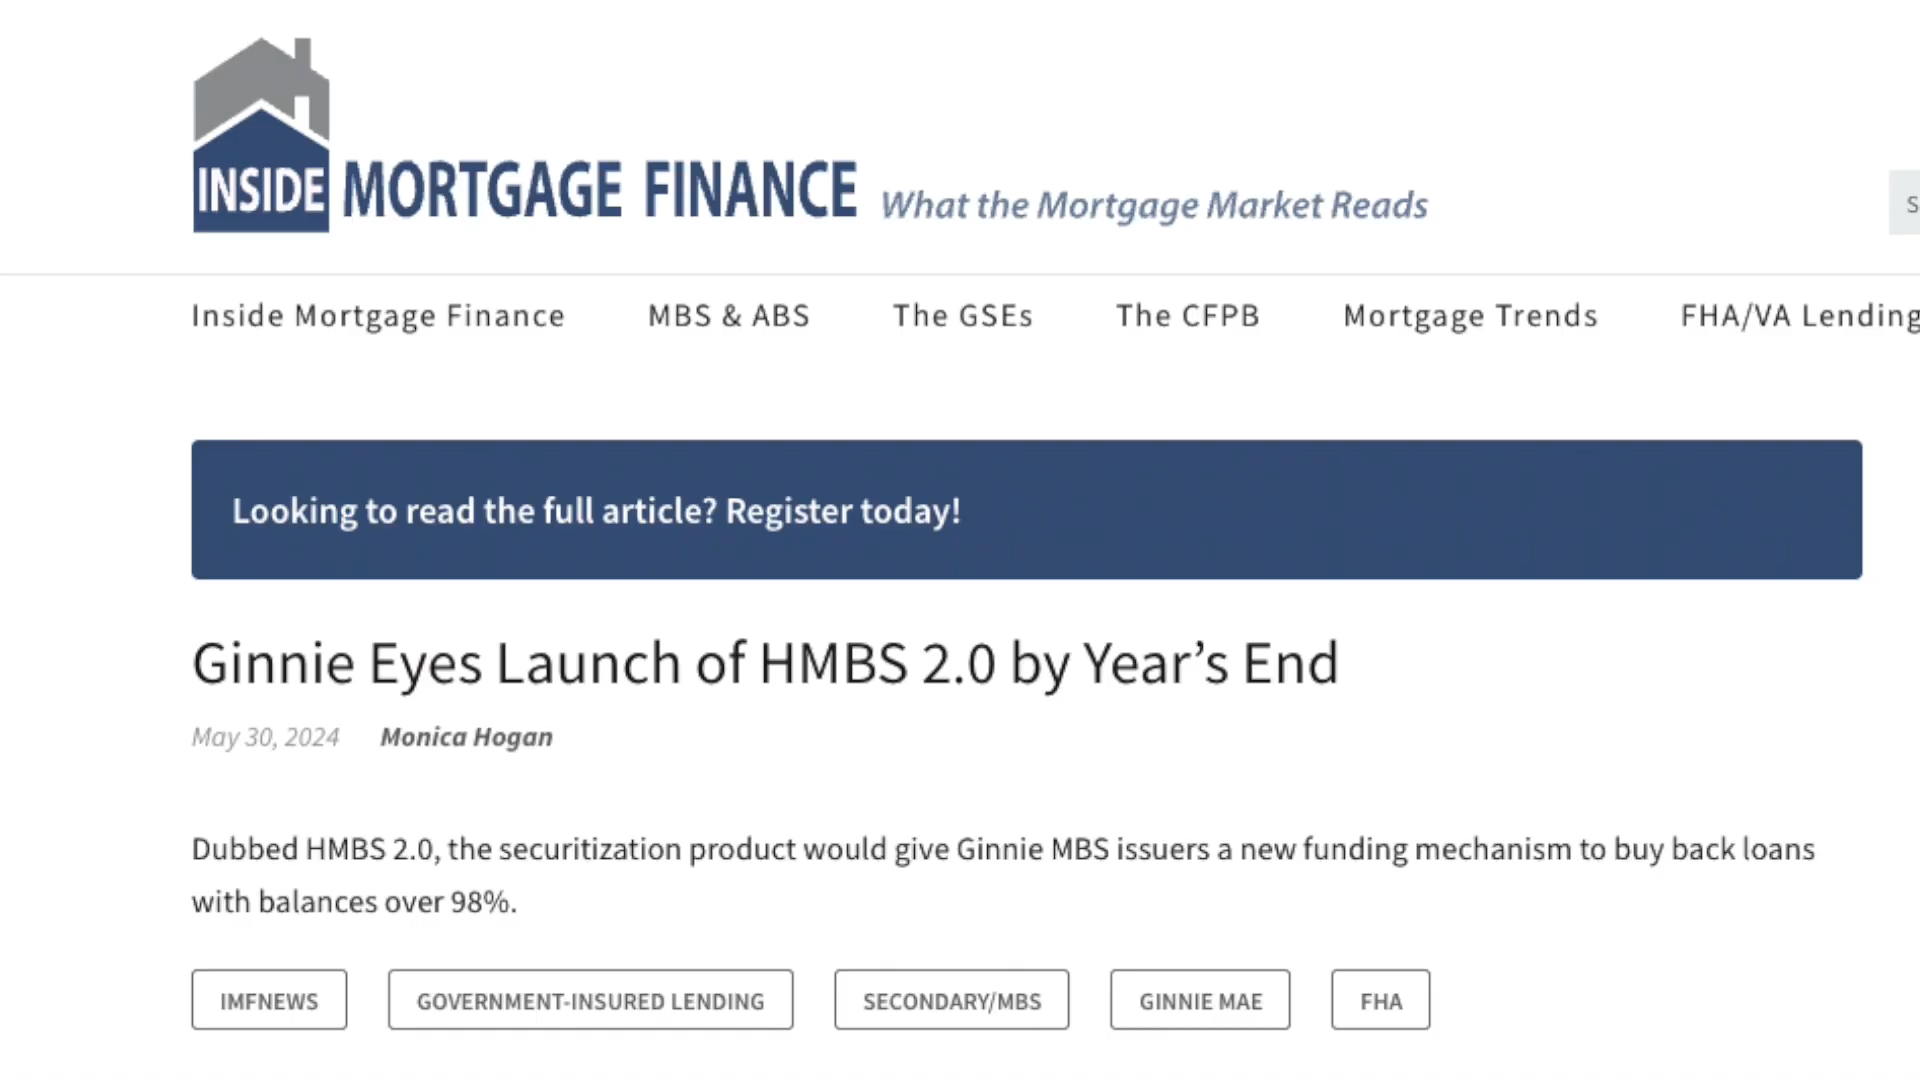 INSIDE MORTGAGE FINANCE What the Mortgage Market Reads
S
Inside Mortgage Finance MBS & ABS The GSEs The CFPB Mortgage Trends FHA/VA Lending
Looking to read the full article? Register today!
Ginnie Eyes Launch of HMBS 2.0 by Year’s End
May 30, 2024 Monica Hogan
Dubbed HMBS 2.0, the securitization product would give Ginnie MBS issuers a new funding mechanism to buy back loans
with balances over 98%.
IMFNEWS GOVERNMENT-INSURED LENDING SECONDARY/MBS GINNIE MAE FHA